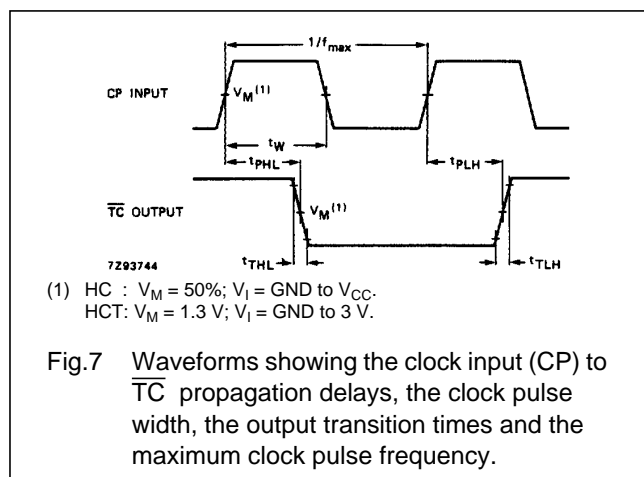 1/fmax
CP INPUT
VM(1)
tW
tPHL
tPLH
TC OUTPUT
VM(1)
7Z93744
tTHL
tTLH
(1) HC : VM = 50%; VI = GND to VCC.
HCT: VM = 1.3 V; VI = GND to 3 V.
Fig.7 Waveforms showing the clock input (CP) to
TC propagation delays, the clock pulse
width, the output transition times and the
maximum clock pulse frequency.